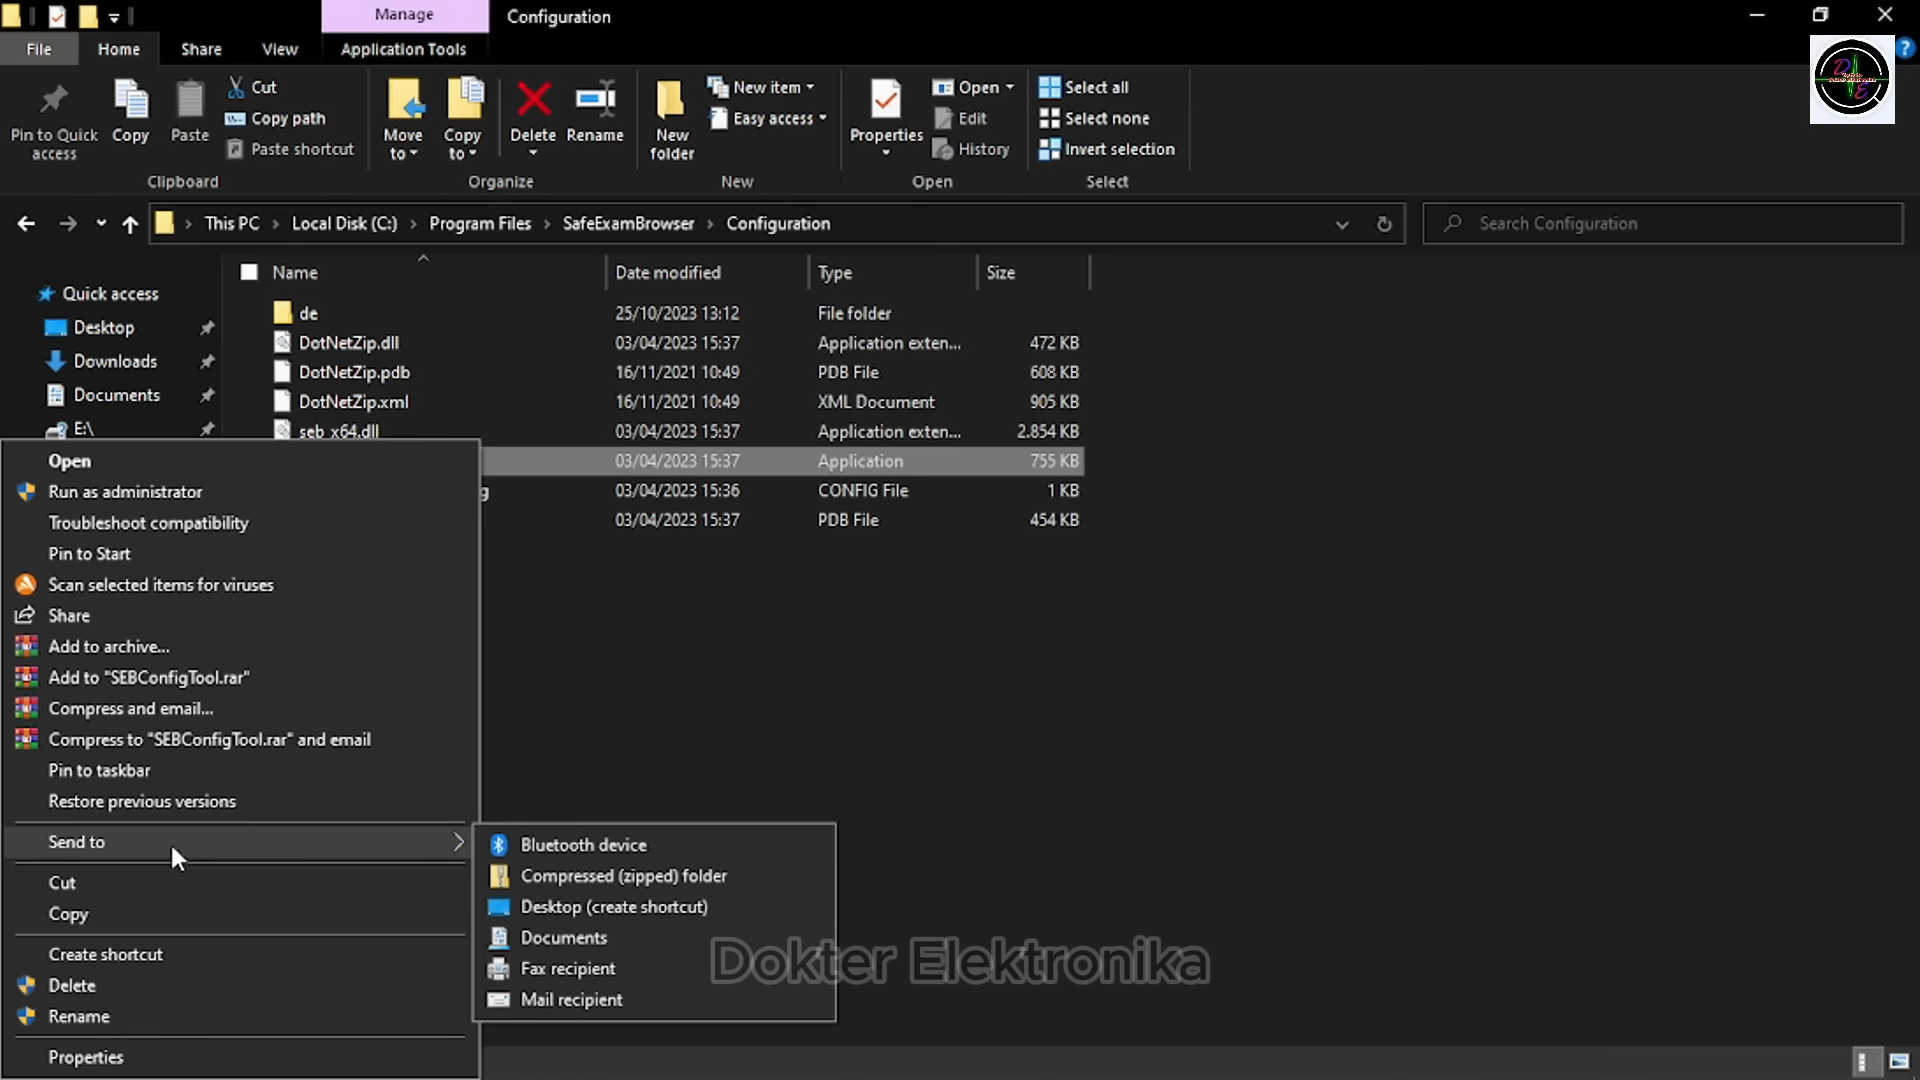 Manage
Configuration
File
Home
Share
View
Application Tools
Pin to Quick access
Copy
Paste
Cut
Copy path
Paste shortcut
Move to
Copy to
Delete
Rename
New folder
New item
Easy access
Properties
Open
Edit
History
Select all
Select none
Invert selection
Clipboard
Organize
New
Open
Select
This PC > Local Disk (C:) > Program Files > SafeExamBrowser > Configuration
Search Configuration
Name Date modified Type Size
Quick access
Desktop
Downloads
Documents
E:\
de 25/10/2023 13:12 File folder
DotNetZip.dll 03/04/2023 15:37 Application exten... 472 KB
DotNetZip.pdb 16/11/2021 10:49 PDB File 608 KB
DotNetZip.xml 16/11/2021 10:49 XML Document 905 KB
seb_x64.dll 03/04/2023 15:37 Application exten... 2.854 KB
03/04/2023 15:37 Application 755 KB
g 03/04/2023 15:36 CONFIG File 1 KB
03/04/2023 15:37 PDB File 454 KB
Open
Run as administrator
Troubleshoot compatibility
Pin to Start
Scan selected items for viruses
Share
Add to archive...
Add to "SEBConfigTool.rar"
Compress and email...
Compress to "SEBConfigTool.rar" and email
Pin to taskbar
Restore previous versions
Send to
Cut
Copy
Create shortcut
Delete
Rename
Properties
Bluetooth device
Compressed (zipped) folder
Desktop (create shortcut)
Documents
Fax recipient
Mail recipient
Dokter Elektronika